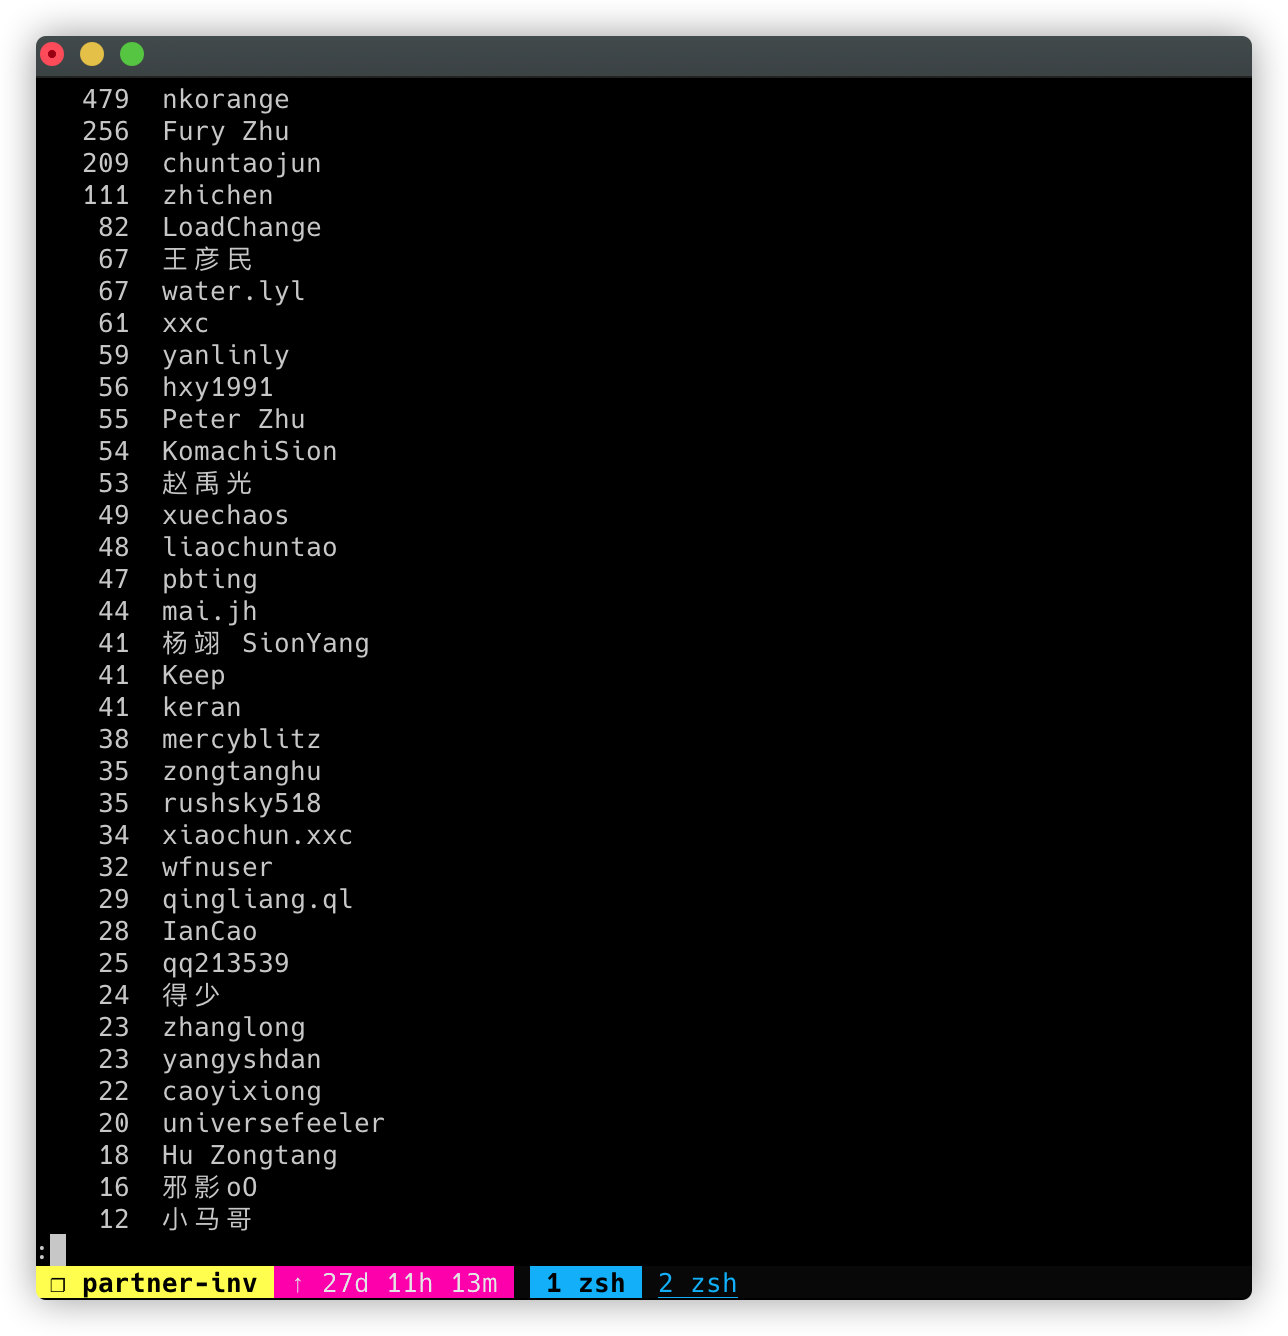 479 nkorange
256 Fury Zhu
209 chuntaojun
111 zhichen
82 LoadChange
67 王彦民
67 water.lyl
61 xxc
59 yanlinly
56 hxy1991
55 Peter Zhu
54 KomachiSion
53 赵禹光
49 xuechaos
48 liaochuntao
47 pbting
44 mai.jh
41 杨翊 SionYang
41 Keep
41 keran
38 mercyblitz
35 zongtanghu
35 rushsky518
34 xiaochun.xxc
32 wfnuser
29 qingliang.ql
28 IanCao
25 qq213539
24 得少
23 zhanglong
23 yangyshdan
22 caoyixiong
20 universefeeler
18 Hu Zongtang
16 邪影oO
12 小马哥
:
❐ partner-inv ↑ 27d 11h 13m 1 zsh 2 zsh